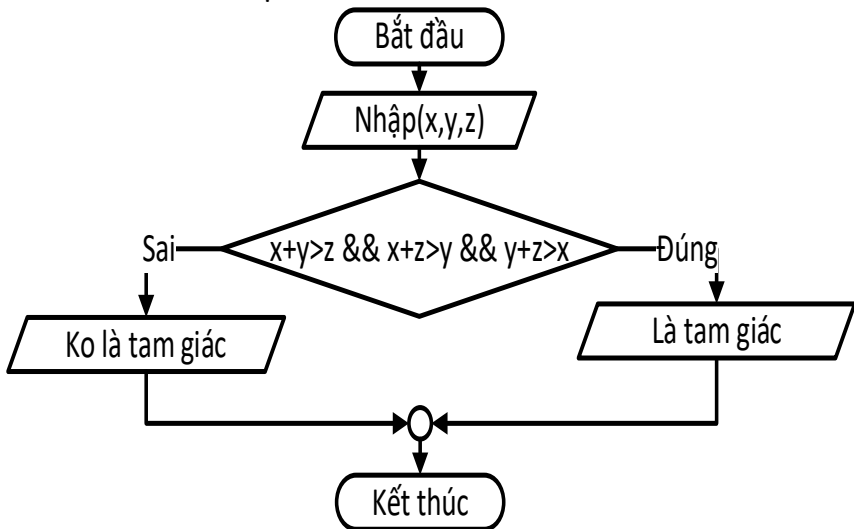 Bắt đầu
Nhập(x,y,z)
Sai
x+y>z && x+z>y && y+z>x
Đúng
Ko là tam giác
Là tam giác
Kết thúc